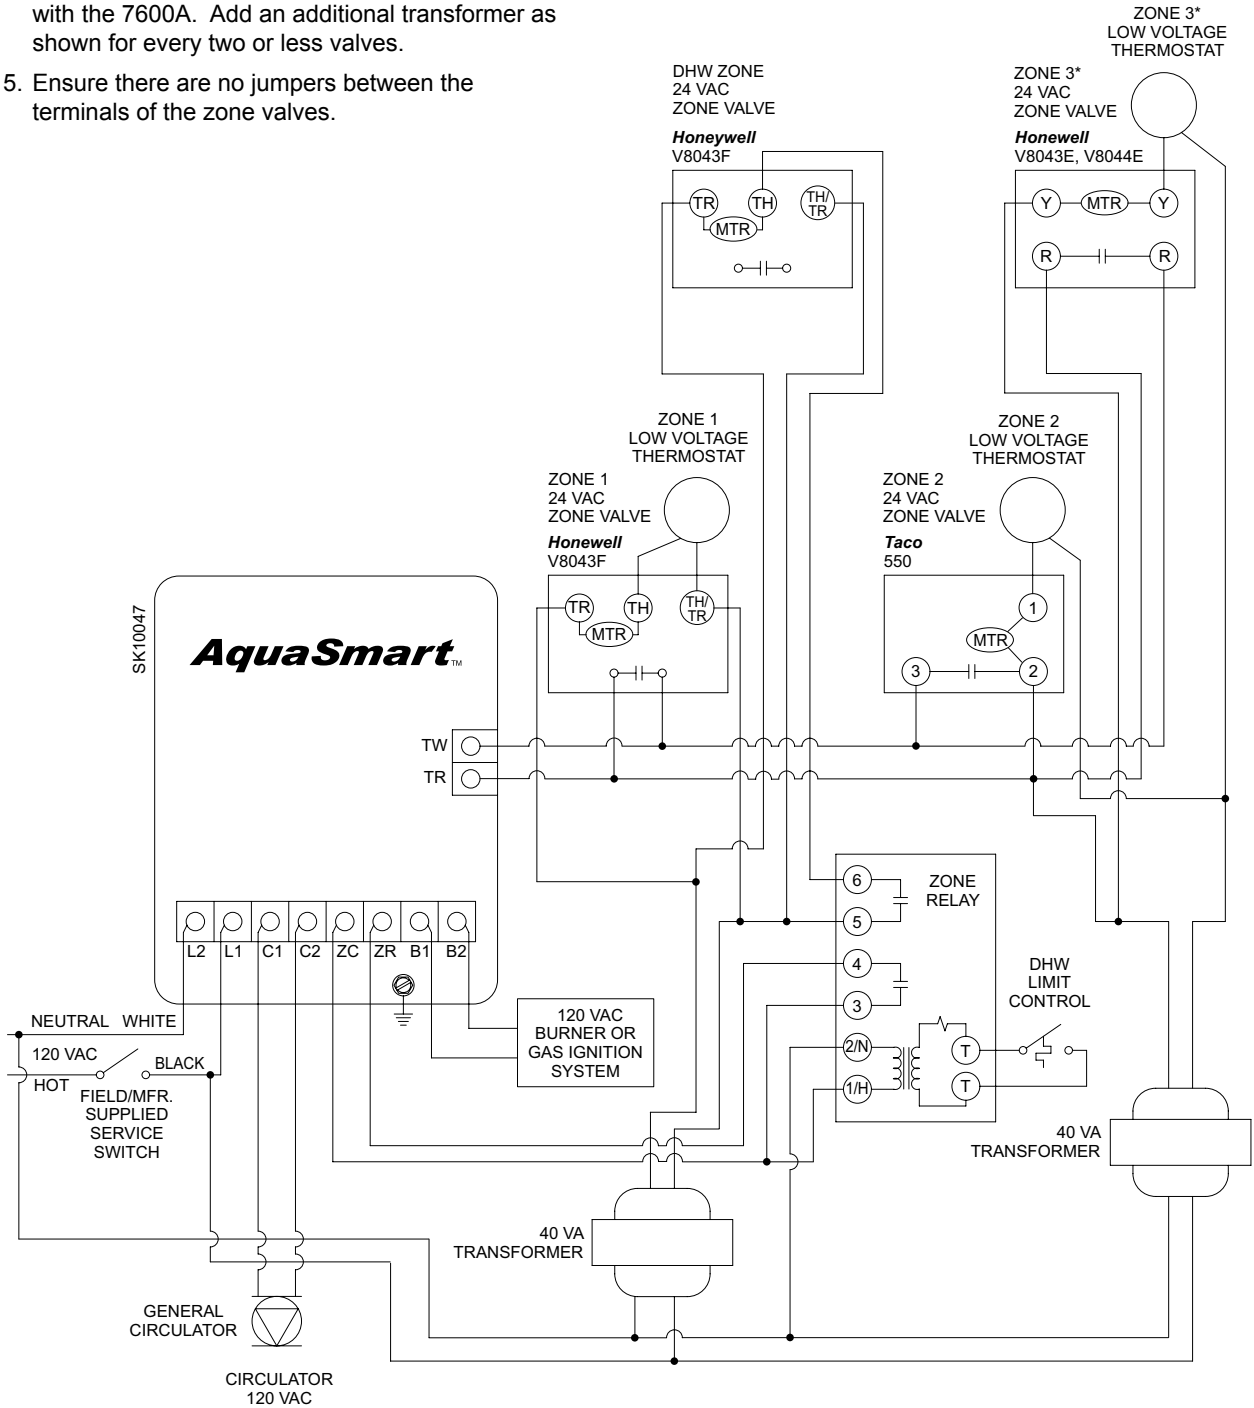 with the 7600A. Add an additional transformer as
shown for every two or less valves.
5. Ensure there are no jumpers between the
terminals of the zone valves.
ZONE 3*
LOW VOLTAGE
THERMOSTAT
DHW ZONE
24 VAC
ZONE VALVE
Honeywell
V8043F
TR
TH
TH/
TR
MTR
ZONE 3*
24 VAC
ZONE VALVE
Honewell
V8043E, V8044E
Y
MTR
Y
R
R
ZONE 1
LOW VOLTAGE
THERMOSTAT
ZONE 1
24 VAC
ZONE VALVE
Honewell
V8043F
TR
TH
TH/
TR
MTR
ZONE 2
LOW VOLTAGE
THERMOSTAT
ZONE 2
24 VAC
ZONE VALVE
Taco
550
1
MTR
3
2
SK10047
AquaSmart™
TW
TR
L2 L1 C1 C2 ZC ZR B1 B2
6
5
4
3
2/N
1/H
ZONE
RELAY
T
T
DHW
LIMIT
CONTROL
NEUTRAL WHITE
120 VAC
HOT
BLACK
FIELD/MFR.
SUPPLIED
SERVICE
SWITCH
120 VAC
BURNER OR
GAS IGNITION
SYSTEM
40 VA
TRANSFORMER
40 VA
TRANSFORMER
GENERAL
CIRCULATOR
CIRCULATOR
120 VAC